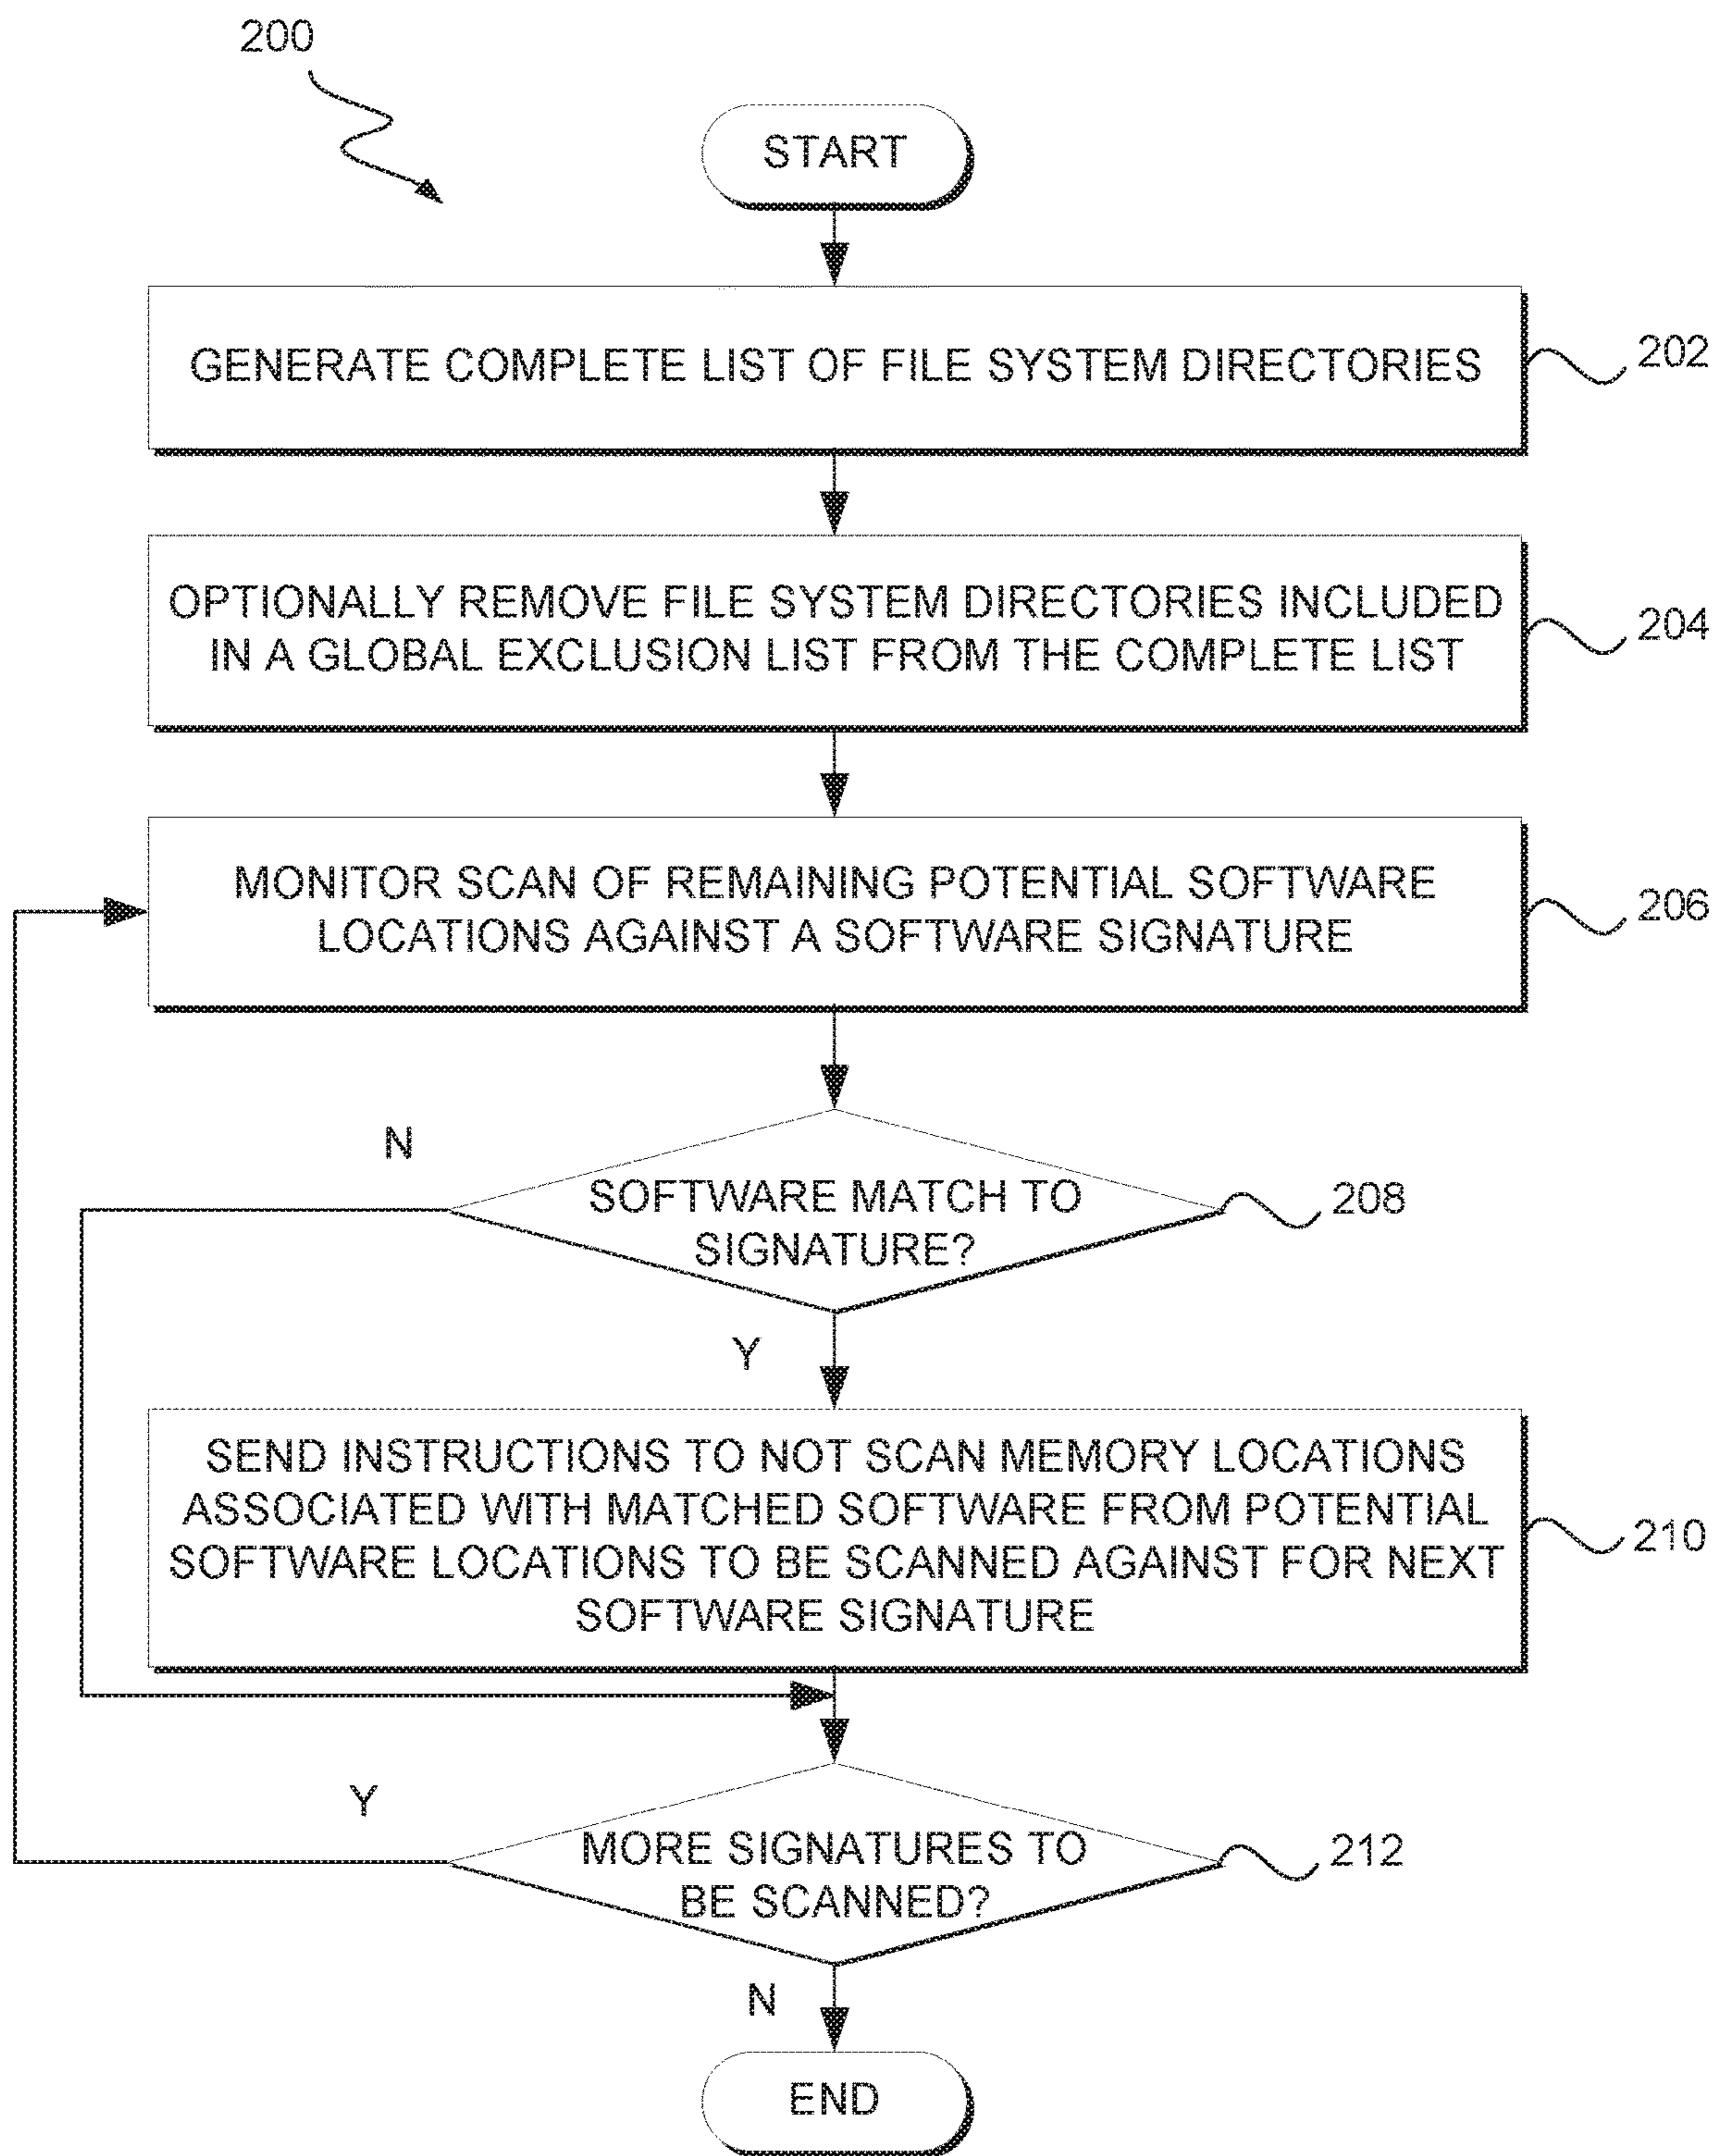 200
START
GENERATE COMPLETE LIST OF FILE SYSTEM DIRECTORIES
202
OPTIONALLY REMOVE FILE SYSTEM DIRECTORIES INCLUDED
IN A GLOBAL EXCLUSION LIST FROM THE COMPLETE LIST
204
MONITOR SCAN OF REMAINING POTENTIAL SOFTWARE
LOCATIONS AGAINST A SOFTWARE SIGNATURE
206
N
SOFTWARE MATCH TO
SIGNATURE?
208
Y
SEND INSTRUCTIONS TO NOT SCAN MEMORY LOCATIONS
ASSOCIATED WITH MATCHED SOFTWARE FROM POTENTIAL
SOFTWARE LOCATIONS TO BE SCANNED AGAINST FOR NEXT
SOFTWARE SIGNATURE
210
Y
MORE SIGNATURES TO
BE SCANNED?
212
N
END